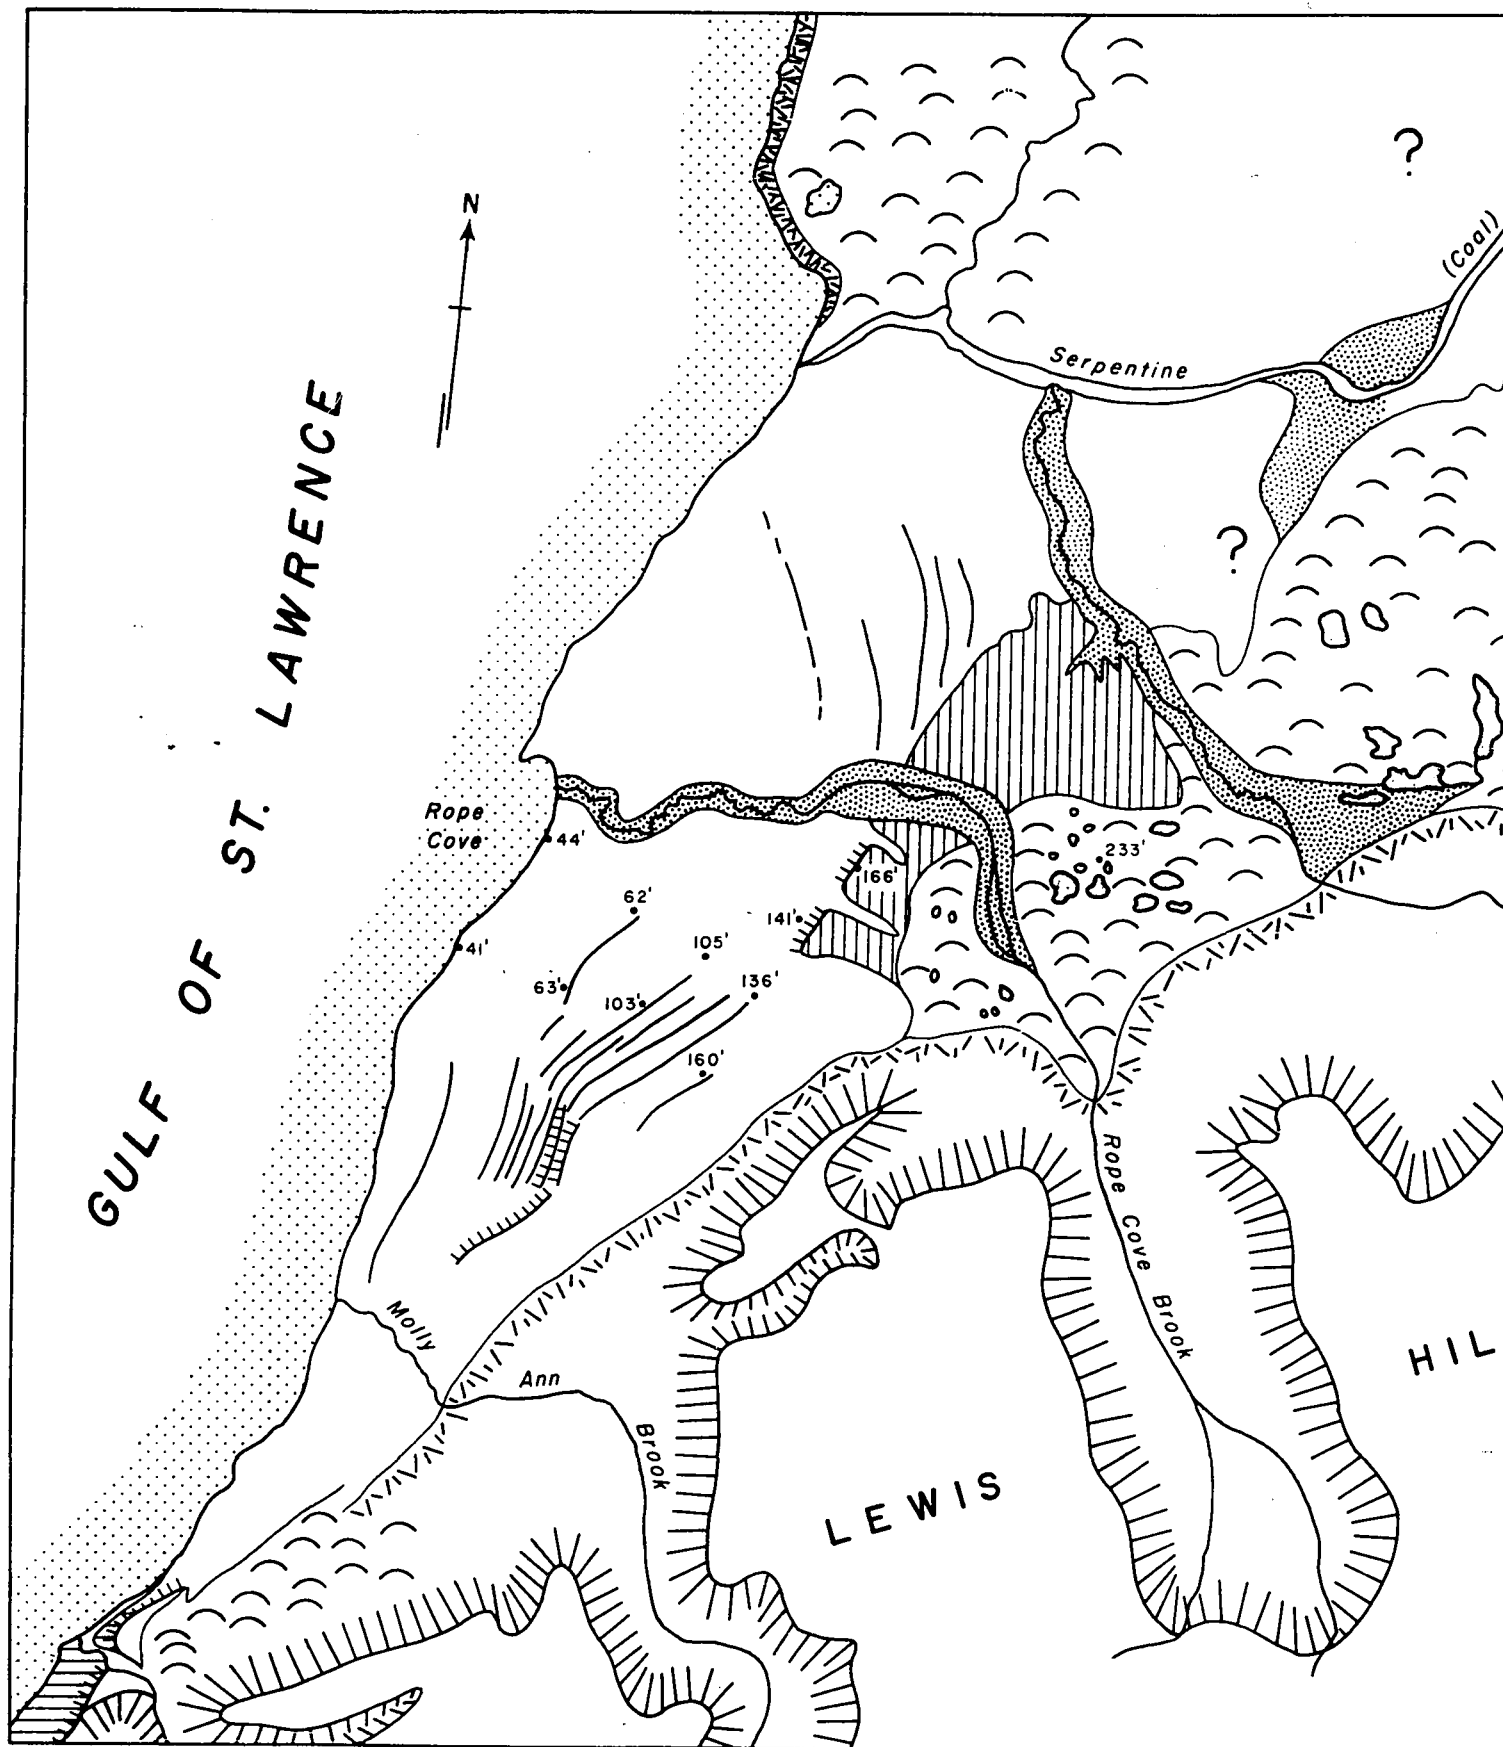 N
?
(Coal)
Serpentine
?
GULF OF ST. LAWRENCE
Rope
Cove
44'
233'
166'
62'
141'
41'
105'
63'
103'
136'
160'
Rope Cove Brook
Molly
Ann
Brook
HIL
LEWIS